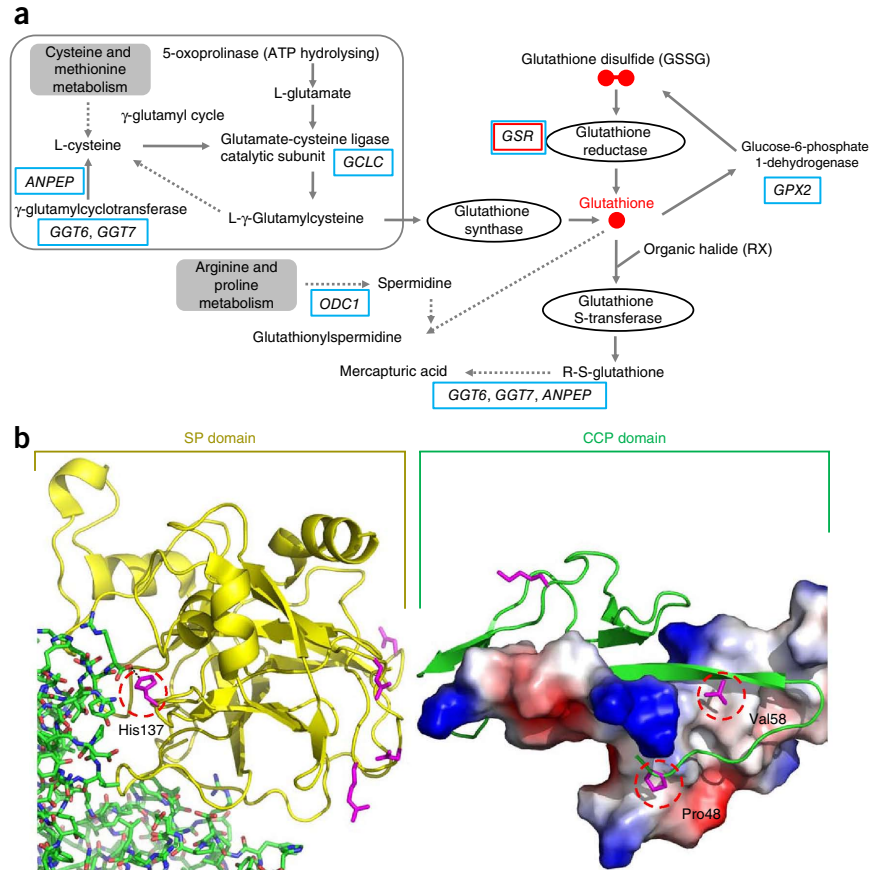 a
Cysteine and
methionine
metabolism
5-oxoprolinase (ATP hydrolysing)
L-glutamate
γ-glutamyl cycle
L-cysteine
Glutamate-cysteine ligase
catalytic subunit
GCLC
ANPEP
γ-glutamylcyclotransferase
GGT6, GGT7
L-γ-Glutamylcysteine
Glutathione
synthase
Glutathione disulfide (GSSG)
GSR
Glutathione
reductase
Glucose-6-phosphate
1-dehydrogenase
GPX2
Glutathione
Organic halide (RX)
Arginine and
proline
metabolism
ODC1
Spermidine
Glutathionylspermidine
Glutathione
S-transferase
Mercapturic acid
R-S-glutathione
GGT6, GGT7, ANPEP
b
SP domain
CCP domain
His137
Val58
Pro48